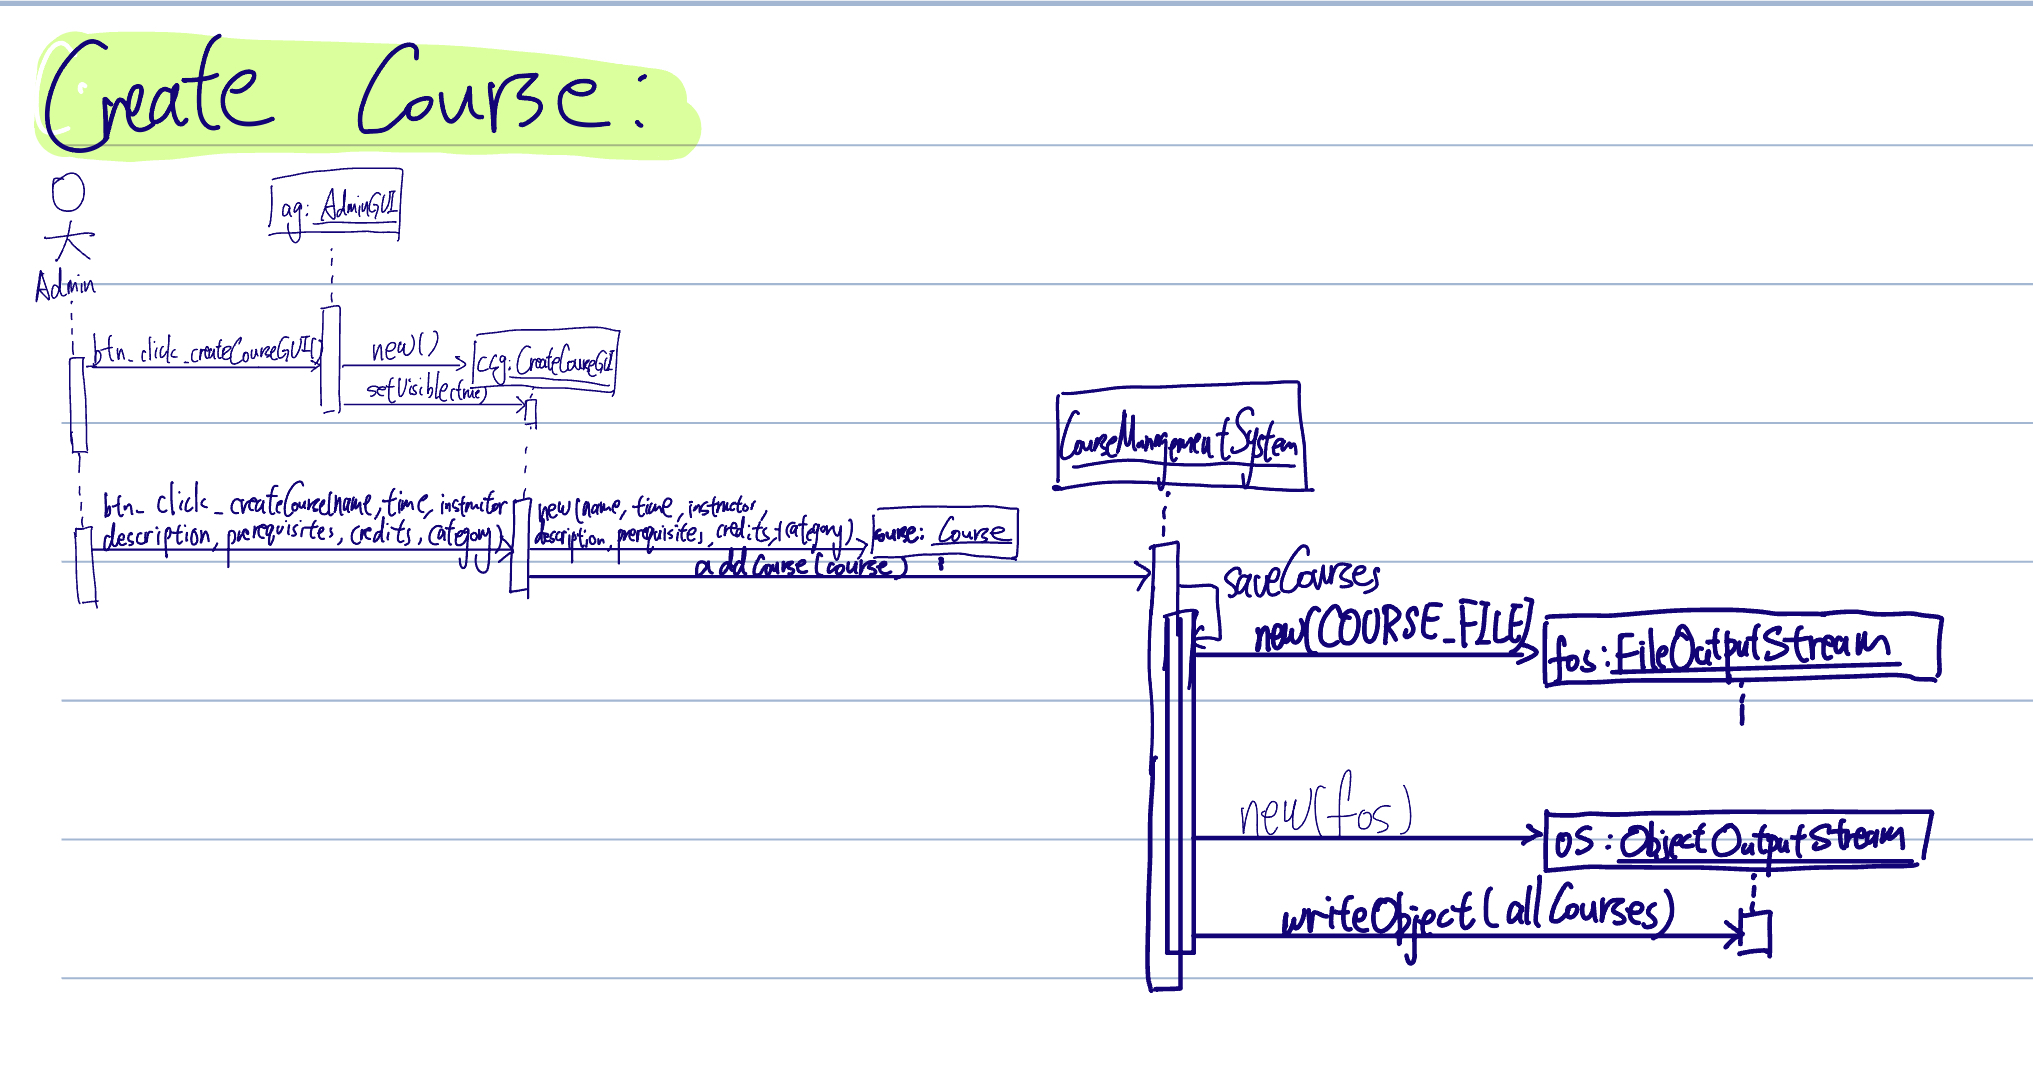 Create Course:
ag: AdminGUI
Admin
btn_click_createCourseGUI()
new()
ccg: CreateCourseGUI
setVisible(true)
CourseManagementSystem
btn_click_createCourse(name, time, instructor
description, prerequisites, credits, category)
new(name, time, instructor,
description, prerequisites, credits, category)
course: Course
addCourse(course)
saveCourses
new(COURSE_FILE)
fos: FileOutputStream
new(fos)
os: ObjectOutputStream
writeObject(allCourses)